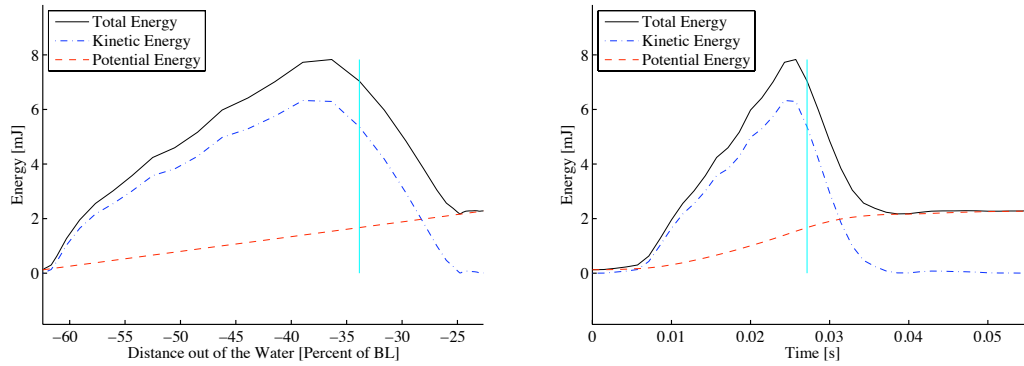 Total Energy
Kinetic Energy
Potential Energy
8
6
4
2
0
Energy [mJ]
−60 −55 −50 −45 −40 −35 −30 −25
Distance out of the Water [Percent of BL]
Total Energy
Kinetic Energy
Potential Energy
8
6
4
2
0
Energy [mJ]
0 0.01 0.02 0.03 0.04 0.05
Time [s]